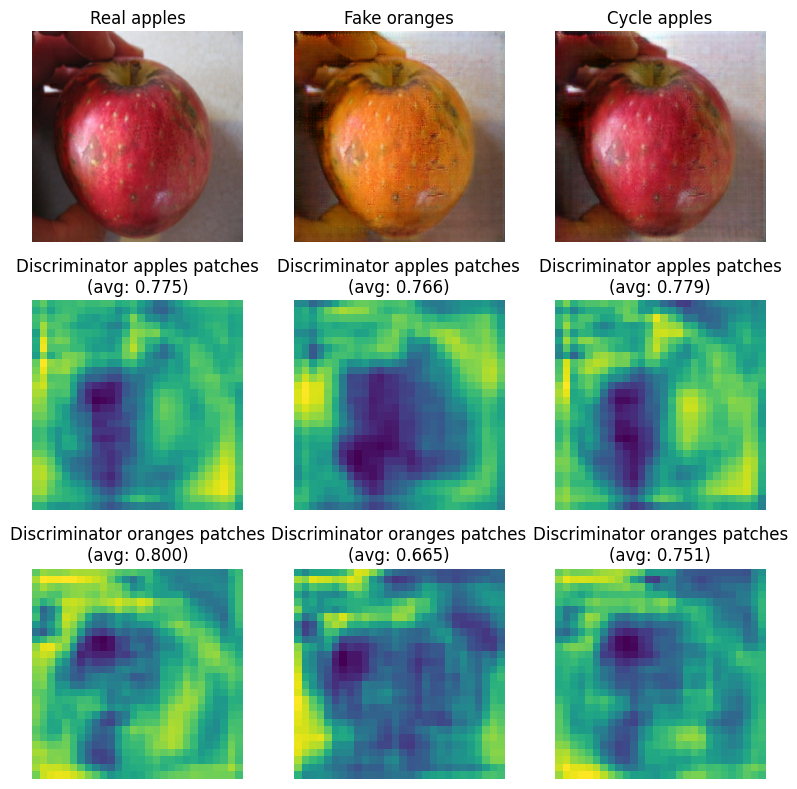 Real apples
Fake oranges
Cycle apples
Discriminator apples patches
(avg: 0.775)
Discriminator apples patches
(avg: 0.766)
Discriminator apples patches
(avg: 0.779)
Discriminator oranges patches
(avg: 0.800)
Discriminator oranges patches
(avg: 0.665)
Discriminator oranges patches
(avg: 0.751)